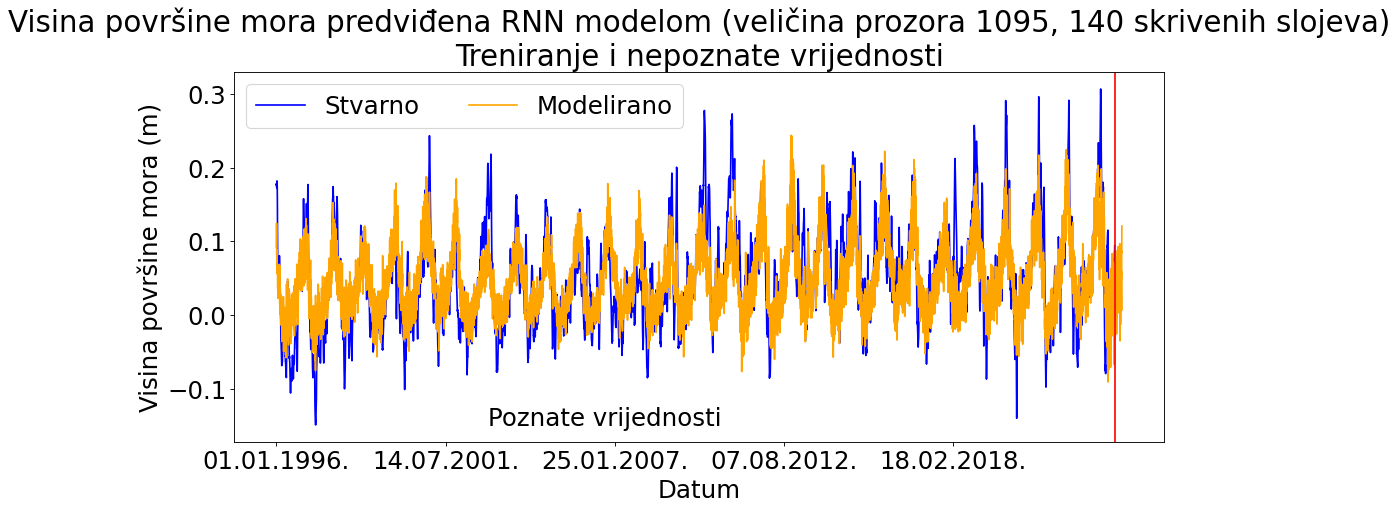 Visina površine mora predviđena RNN modelom (veličina prozora 1095, 140 skrivenih slojeva)
Treniranje i nepoznate vrijednosti
Stvarno
Modelirano
Visina površine mora (m)
0.3
0.2
0.1
0.0
−0.1
Poznate vrijednosti
01.01.1996.
14.07.2001.
25.01.2007.
07.08.2012.
18.02.2018.
Datum